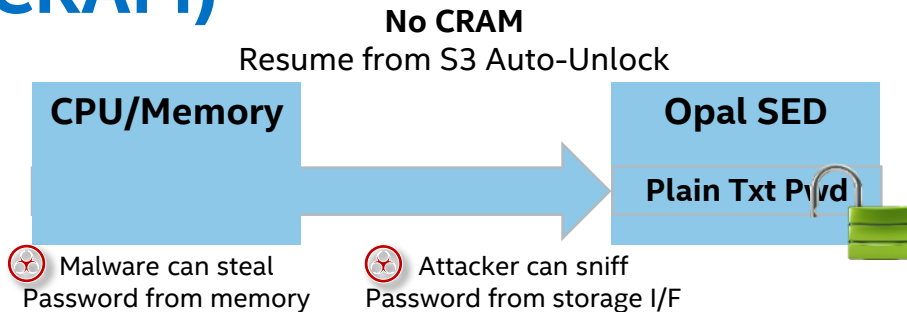 CRAM)
No CRAM
Resume from S3 Auto-Unlock
CPU/Memory
Opal SED
Plain Txt Pwd
Malware can steal
Password from memory
Attacker can sniff
Password from storage I/F